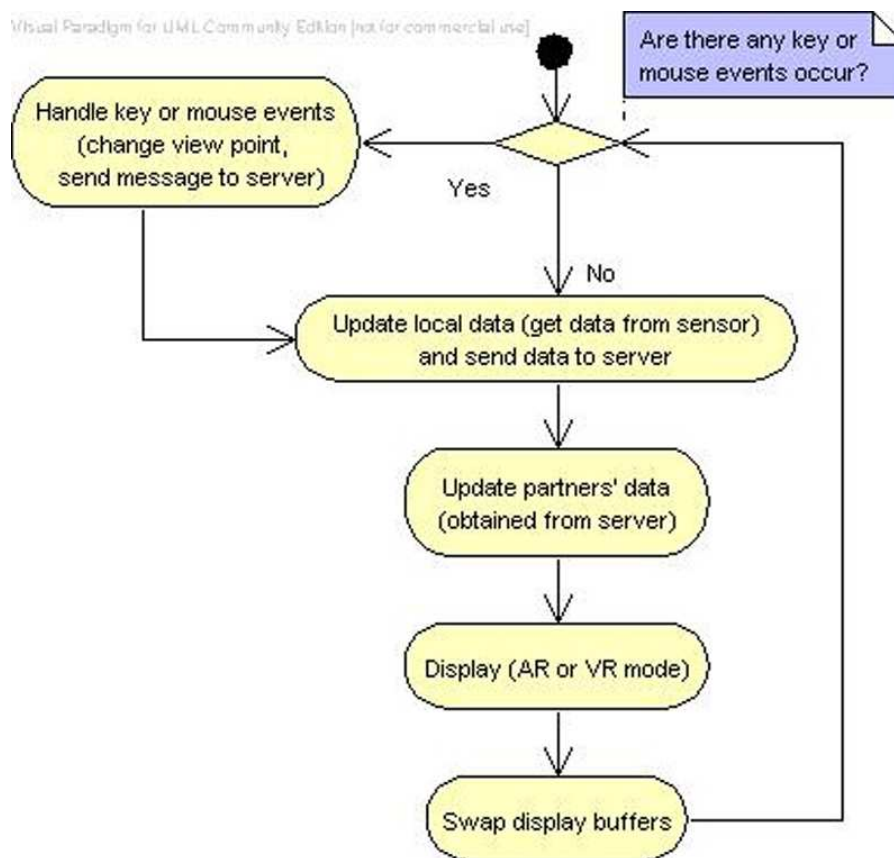 Visual Paradigm for UML Community Edition [not for commercial use]
Are there any key or
mouse events occur?
Handle key or mouse events
(change view point,
send message to server)
Yes
No
Update local data (get data from sensor)
and send data to server
Update partners' data
(obtained from server)
Display (AR or VR mode)
Swap display buffers